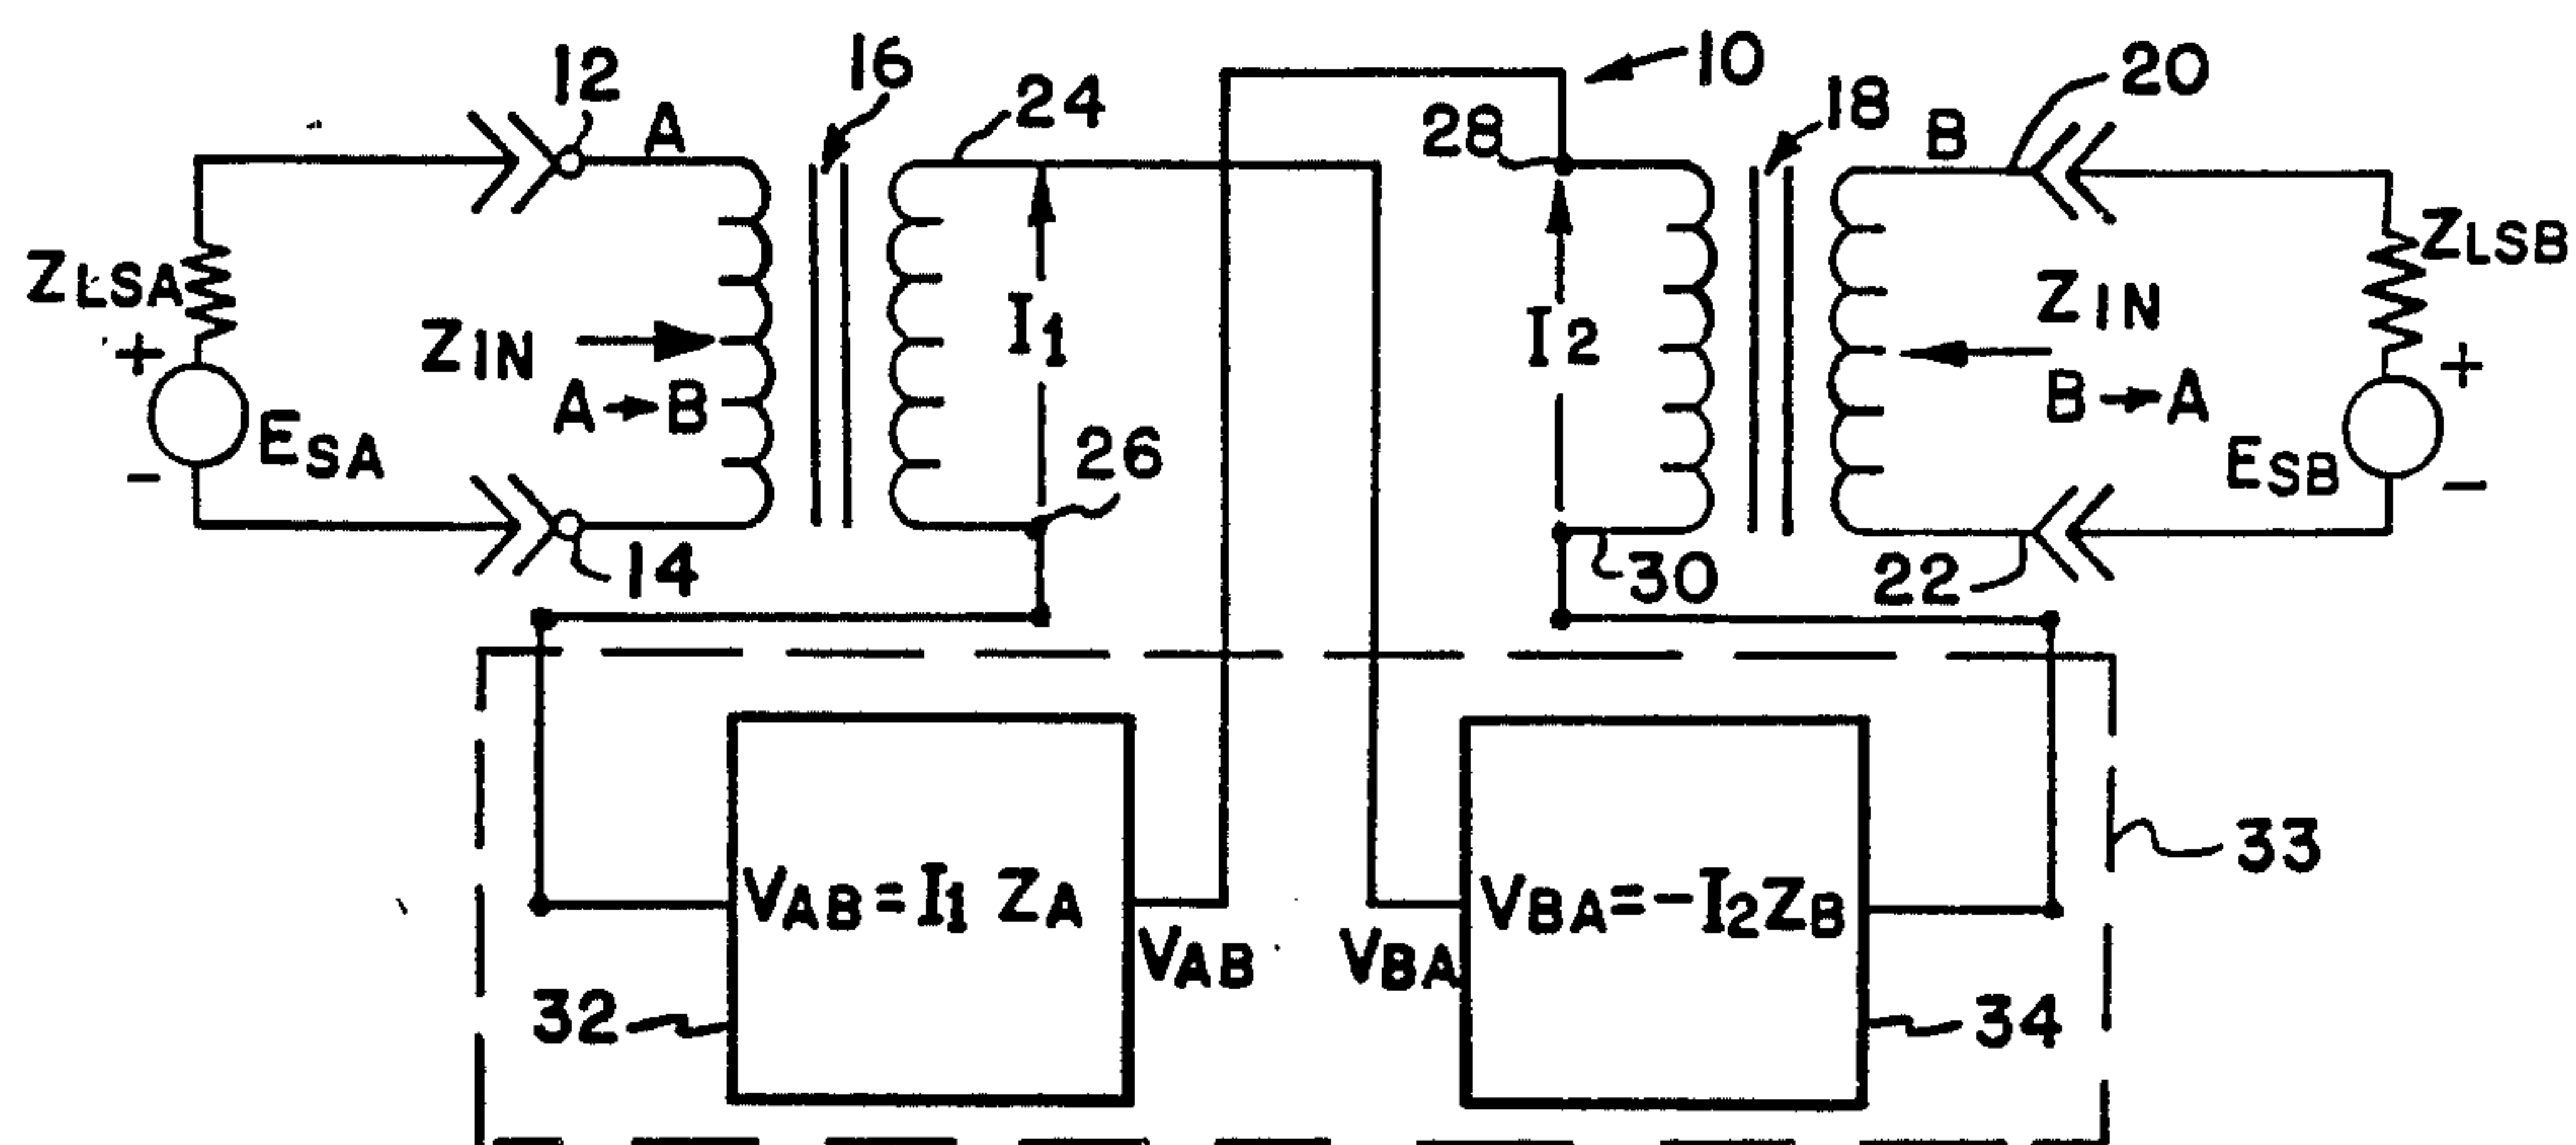 12
A
16
24
10
28
18
B
20
ZLSA
+
-
ESA
ZIN
A→B
I1
26
I2
ZIN
B→A
ZLSB
+
-
ESB
14
30
22
VAB=I1 ZA
VAB
VBA
VBA=-I2ZB
33
32
34